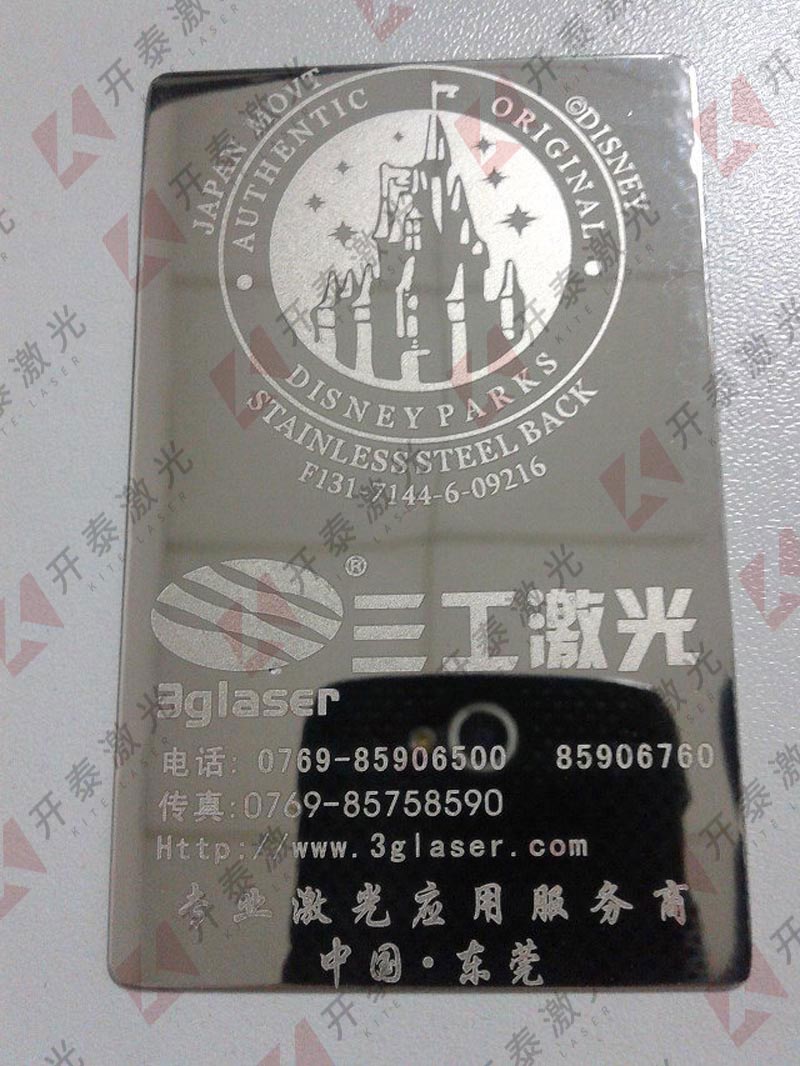 JAPAN MOVT
©DISNEY
AUTHENTIC
ORIGINAL
DISNEY PARKS
STAINLESS STEEL BACK
F131-7144-6-09216
®
三工激光
3glaser
电话: 0769-85906500 85906760
传真:0769-85758590
Http://www.3glaser.com
专业激光应用服务商
中国·东莞
开泰激光
KITE LASER